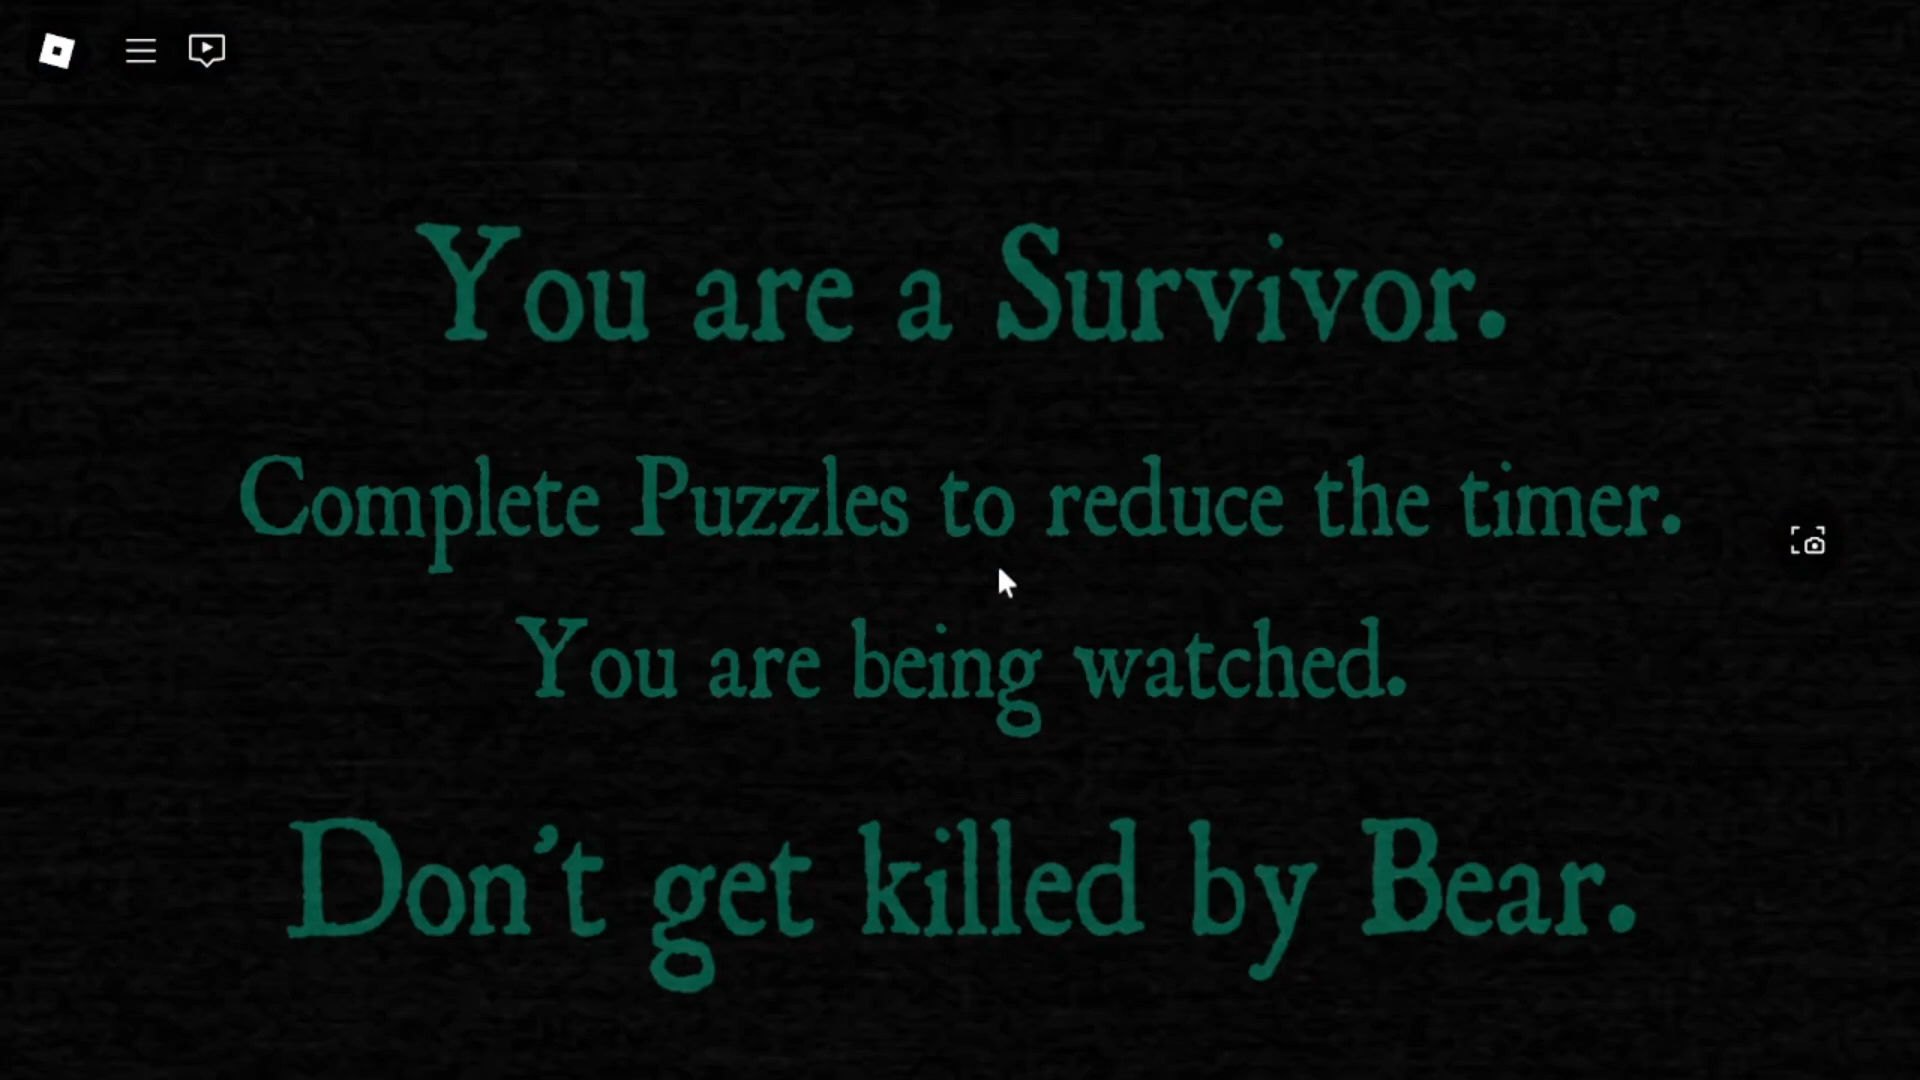 You are a Survivor.
Complete Puzzles to reduce the timer.
You are being watched.
Don't get killed by Bear.